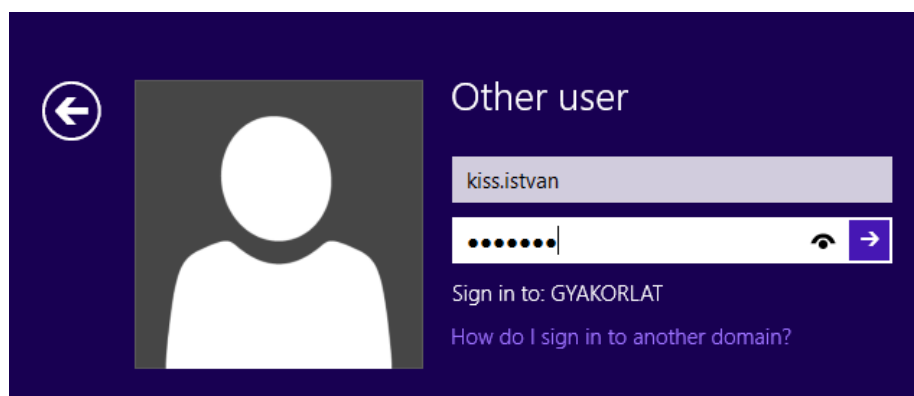 Other user
kiss.istvan
•••••••
Sign in to: GYAKORLAT
How do I sign in to another domain?